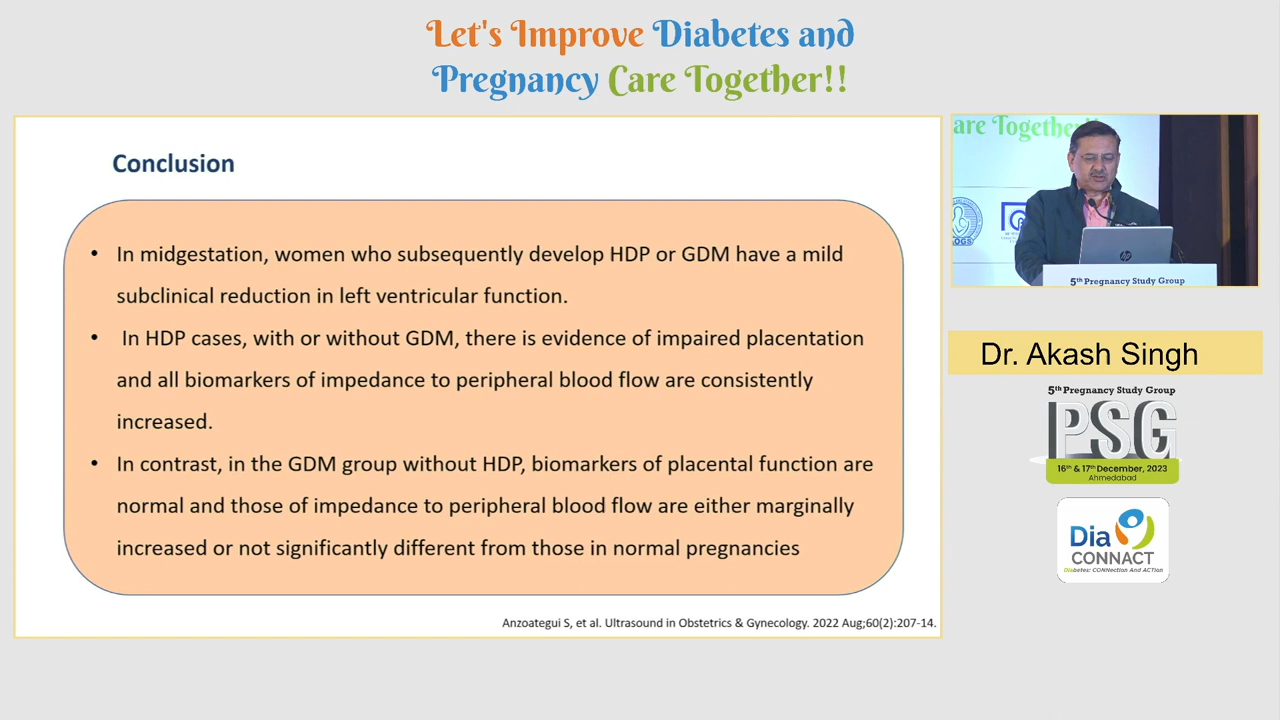 Let's Improve Diabetes and
Pregnancy Care Together!!
Conclusion
• In midgestation, women who subsequently develop HDP or GDM have a mild
subclinical reduction in left ventricular function.
• In HDP cases, with or without GDM, there is evidence of impaired placentation
and all biomarkers of impedance to peripheral blood flow are consistently
increased.
• In contrast, in the GDM group without HDP, biomarkers of placental function are
normal and those of impedance to peripheral blood flow are either marginally
increased or not significantly different from those in normal pregnancies
Anzoategui S, et al. Ultrasound in Obstetrics & Gynecology. 2022 Aug;60(2):207-14.
are Together!!
OGS
hp
5th Pregnancy Study Group
Dr. Akash Singh
5th Pregnancy Study Group
PSG
16th & 17th December, 2023
Ahmedabad
Dia
CONNACT
Diabetes: CONNection And ACTion